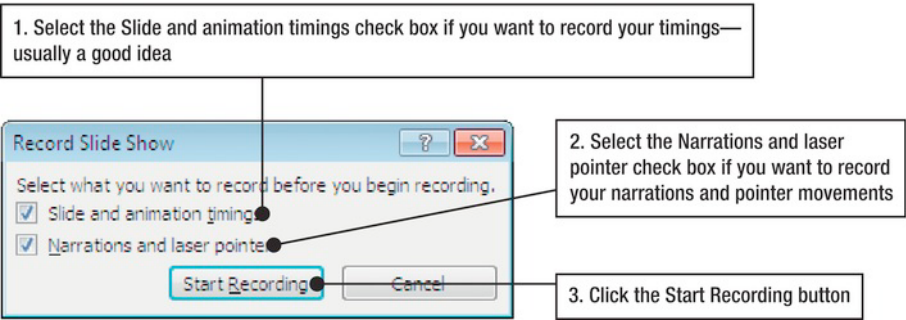 1. Select the Slide and animation timings check box if you want to record your timings—
usually a good idea
Record Slide Show
?
Select what you want to record before you begin recording.
Slide and animation timings
Narrations and laser pointer
Start Recording
Cancel
2. Select the Narrations and laser
pointer check box if you want to record
your narrations and pointer movements
3. Click the Start Recording button